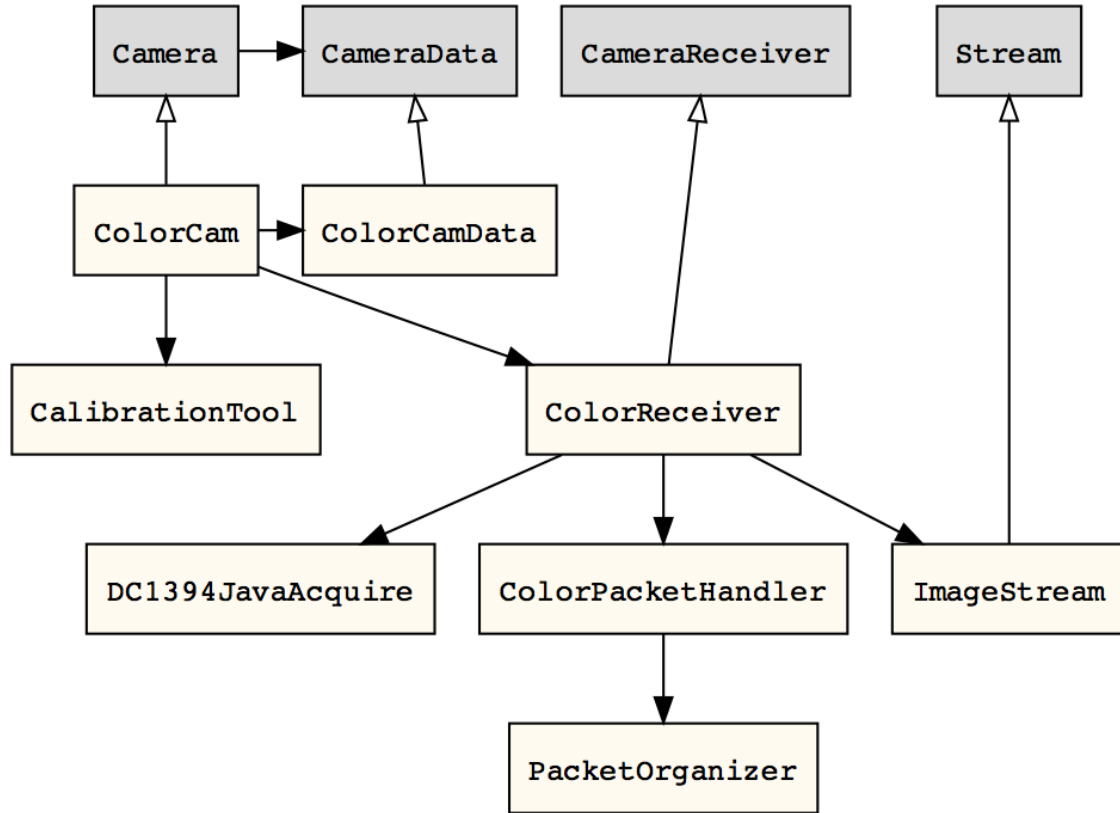 Camera
CameraData
CameraReceiver
Stream
ColorCam
ColorCamData
CalibrationTool
ColorReceiver
DC1394JavaAcquire
ColorPacketHandler
ImageStream
PacketOrganizer